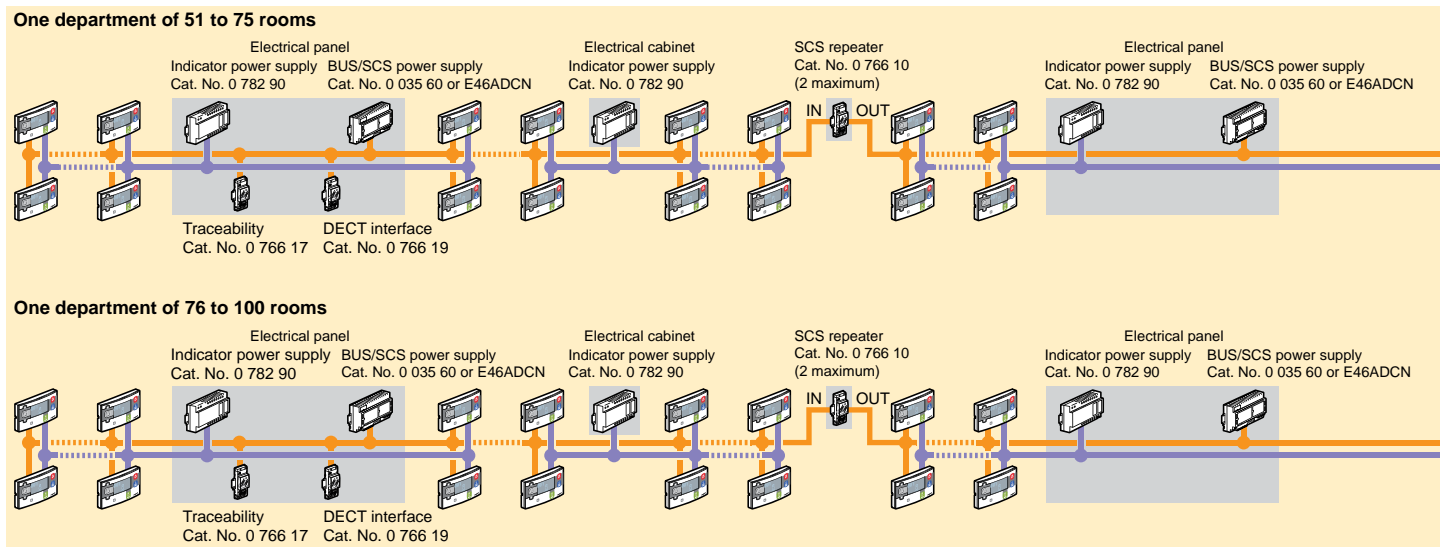 One department of 51 to 75 rooms
Electrical panel
Indicator power supply
Cat. No. 0 782 90
BUS/SCS power supply
Cat. No. 0 035 60 or E46ADCN
Electrical cabinet
Indicator power supply
Cat. No. 0 782 90
SCS repeater
Cat. No. 0 766 10
(2 maximum)
IN OUT
Electrical panel
Indicator power supply
Cat. No. 0 782 90
BUS/SCS power supply
Cat. No. 0 035 60 or E46ADCN
Traceability
Cat. No. 0 766 17
DECT interface
Cat. No. 0 766 19
One department of 76 to 100 rooms
Electrical panel
Indicator power supply
Cat. No. 0 782 90
BUS/SCS power supply
Cat. No. 0 035 60 or E46ADCN
Electrical cabinet
Indicator power supply
Cat. No. 0 782 90
SCS repeater
Cat. No. 0 766 10
(2 maximum)
IN OUT
Electrical panel
Indicator power supply
Cat. No. 0 782 90
BUS/SCS power supply
Cat. No. 0 035 60 or E46ADCN
Traceability
Cat. No. 0 766 17
DECT interface
Cat. No. 0 766 19